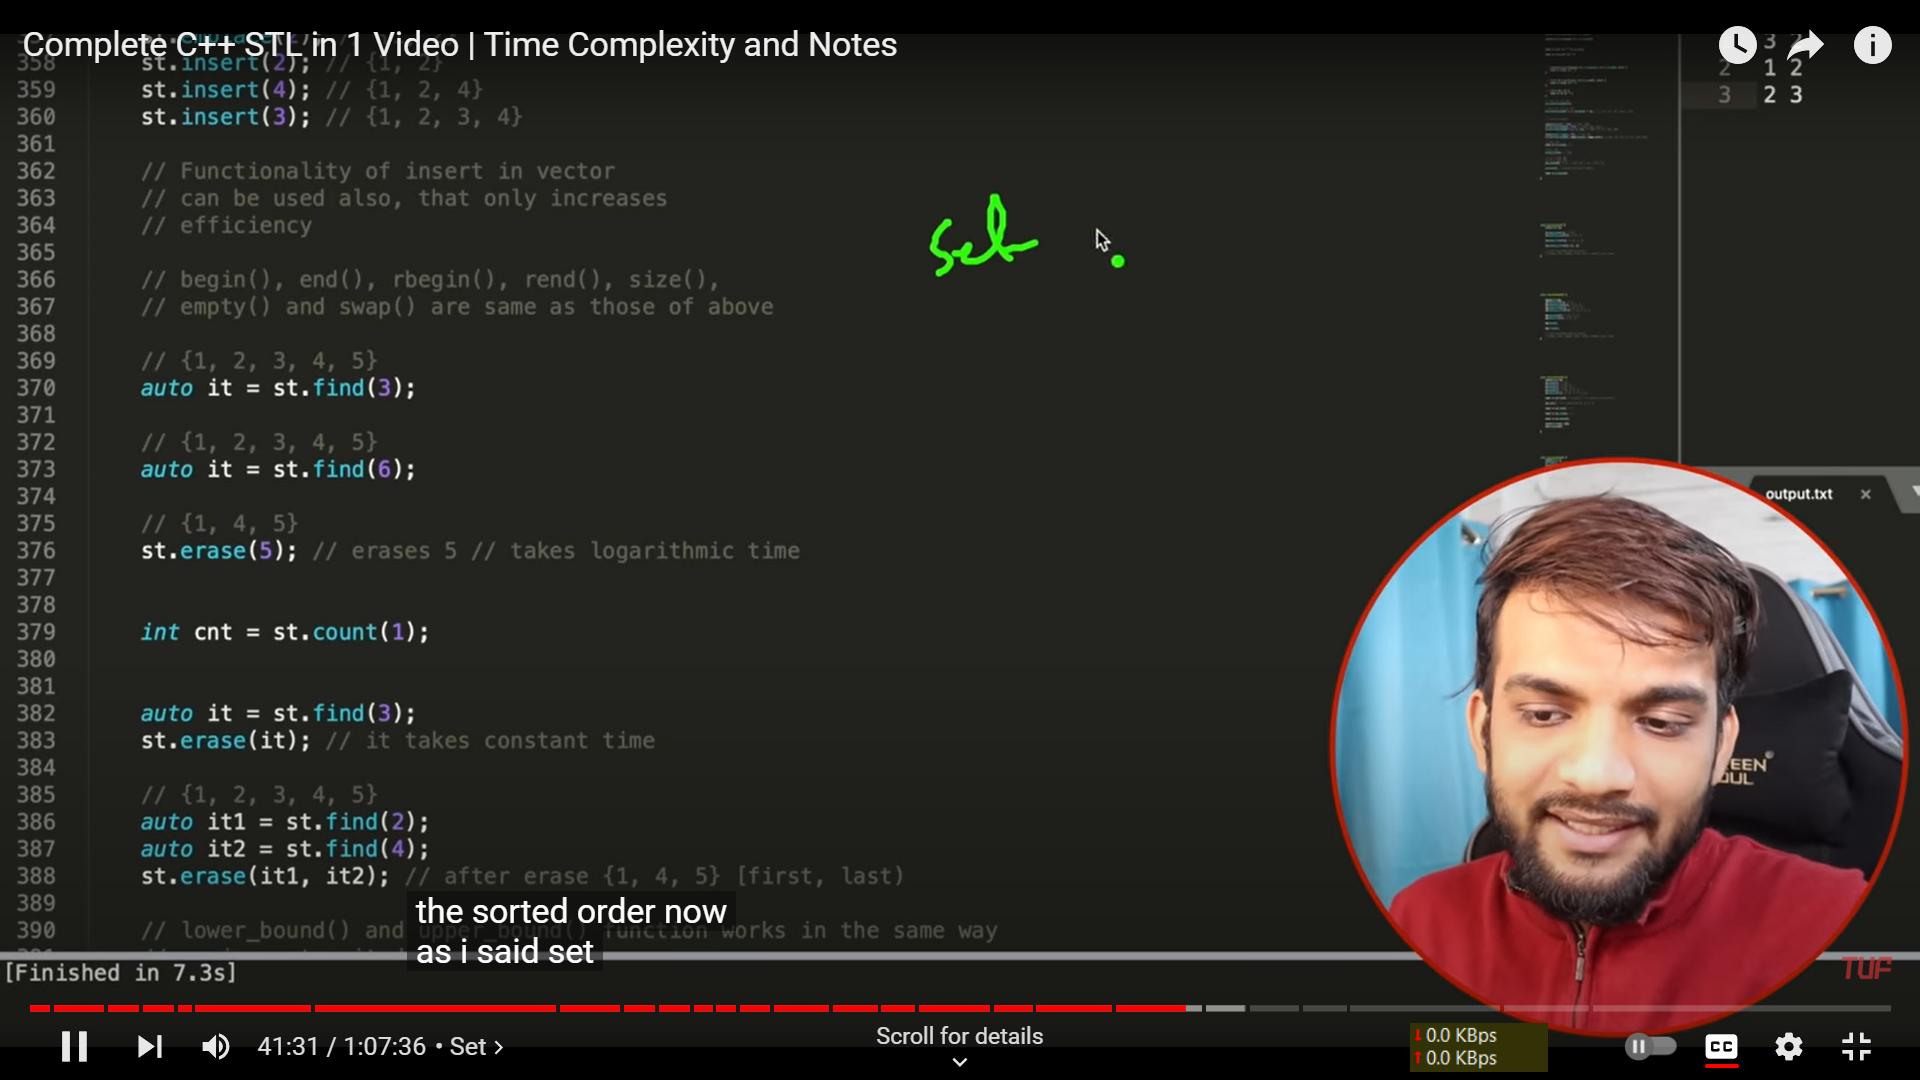 Complete C++ STL in 1 Video | Time Complexity and Notes
358 st.insert(2); // {1, 2}
359 st.insert(4); // {1, 2, 4}
360 st.insert(3); // {1, 2, 3, 4}
361
362 // Functionality of insert in vector
363 // can be used also, that only increases
364 // efficiency
365
366 // begin(), end(), rbegin(), rend(), size(),
367 // empty() and swap() are same as those of above
368
369 // {1, 2, 3, 4, 5}
370 auto it = st.find(3);
371
372 // {1, 2, 3, 4, 5}
373 auto it = st.find(6);
374
375 // {1, 4, 5}
376 st.erase(5); // erases 5 // takes logarithmic time
377
378
379 int cnt = st.count(1);
380
381
382 auto it = st.find(3);
383 st.erase(it); // it takes constant time
384
385 // {1, 2, 3, 4, 5}
386 auto it1 = st.find(2);
387 auto it2 = st.find(4);
388 st.erase(it1, it2); // after erase {1, 4, 5} [first, last)
389
390 // lower_bound() and upper_bound() function works in the same way
set
3 2
2 1 2
3 2 3
output.txt ×
the sorted order now
as i said set
[Finished in 7.3s]
TUF
41:31 / 1:07:36 • Set >
Scroll for details
0.0 KBps
0.0 KBps
CC